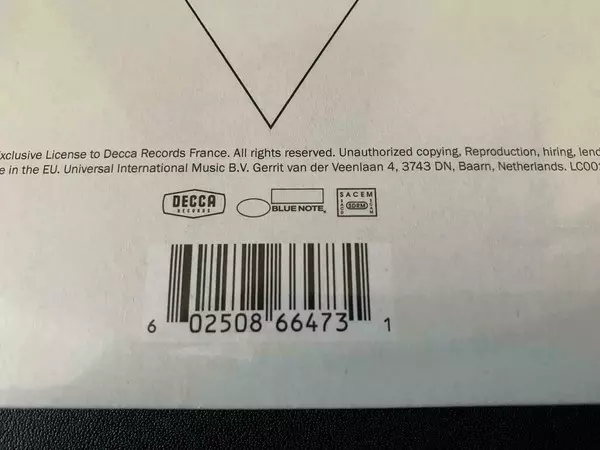 xclusive License to Decca Records France. All rights reserved. Unauthorized copying, Reproduction, hiring, lend
e in the EU. Universal International Music B.V. Gerrit van der Veenlaan 4, 3743 DN, Baarn, Netherlands. LC00
DECCA
RECORDS
BLUE NOTE
SACEM
SDRM
6 02508 66473 1